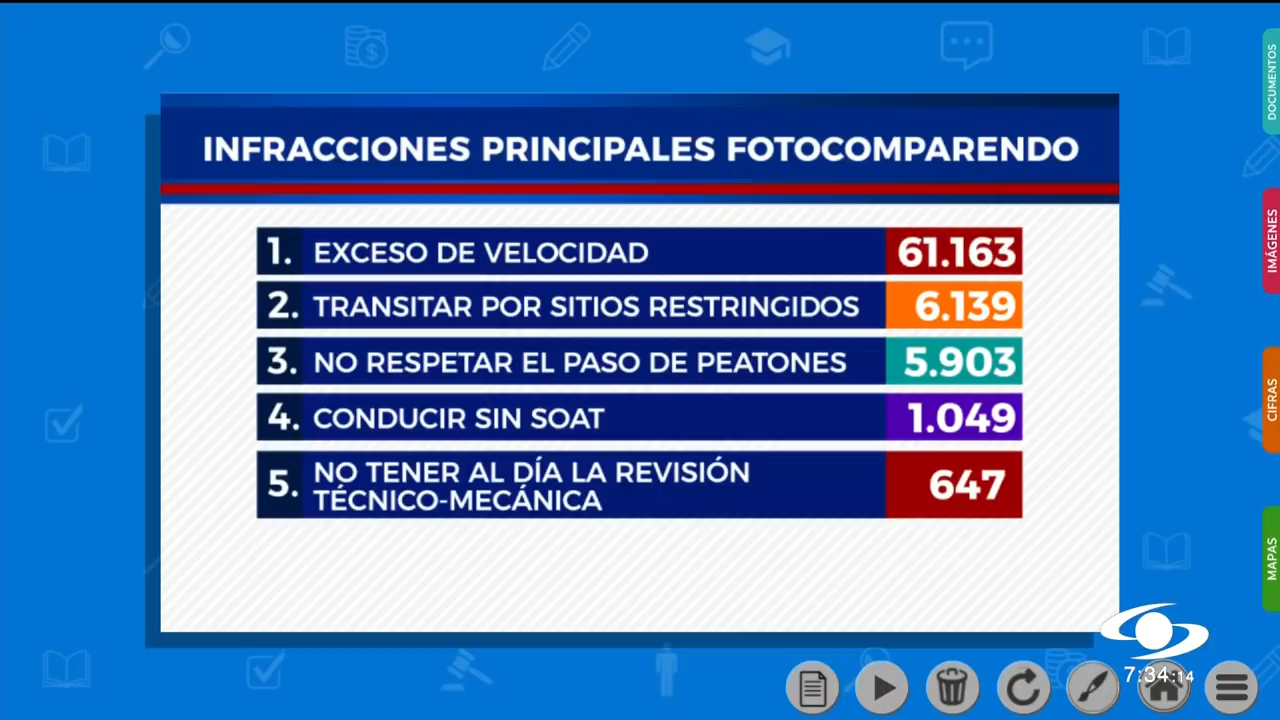 INFRACCIONES PRINCIPALES FOTOCOMPARENDO
1. EXCESO DE VELOCIDAD 61.163
2. TRANSITAR POR SITIOS RESTRINGIDOS 6.139
3. NO RESPETAR EL PASO DE PEATONES 5.903
4. CONDUCIR SIN SOAT 1.049
5. NO TENER AL DÍA LA REVISIÓN
TÉCNICO-MECÁNICA 647
DOCUMENTOS
IMÁGENES
CIFRAS
MAPAS
7:34:14